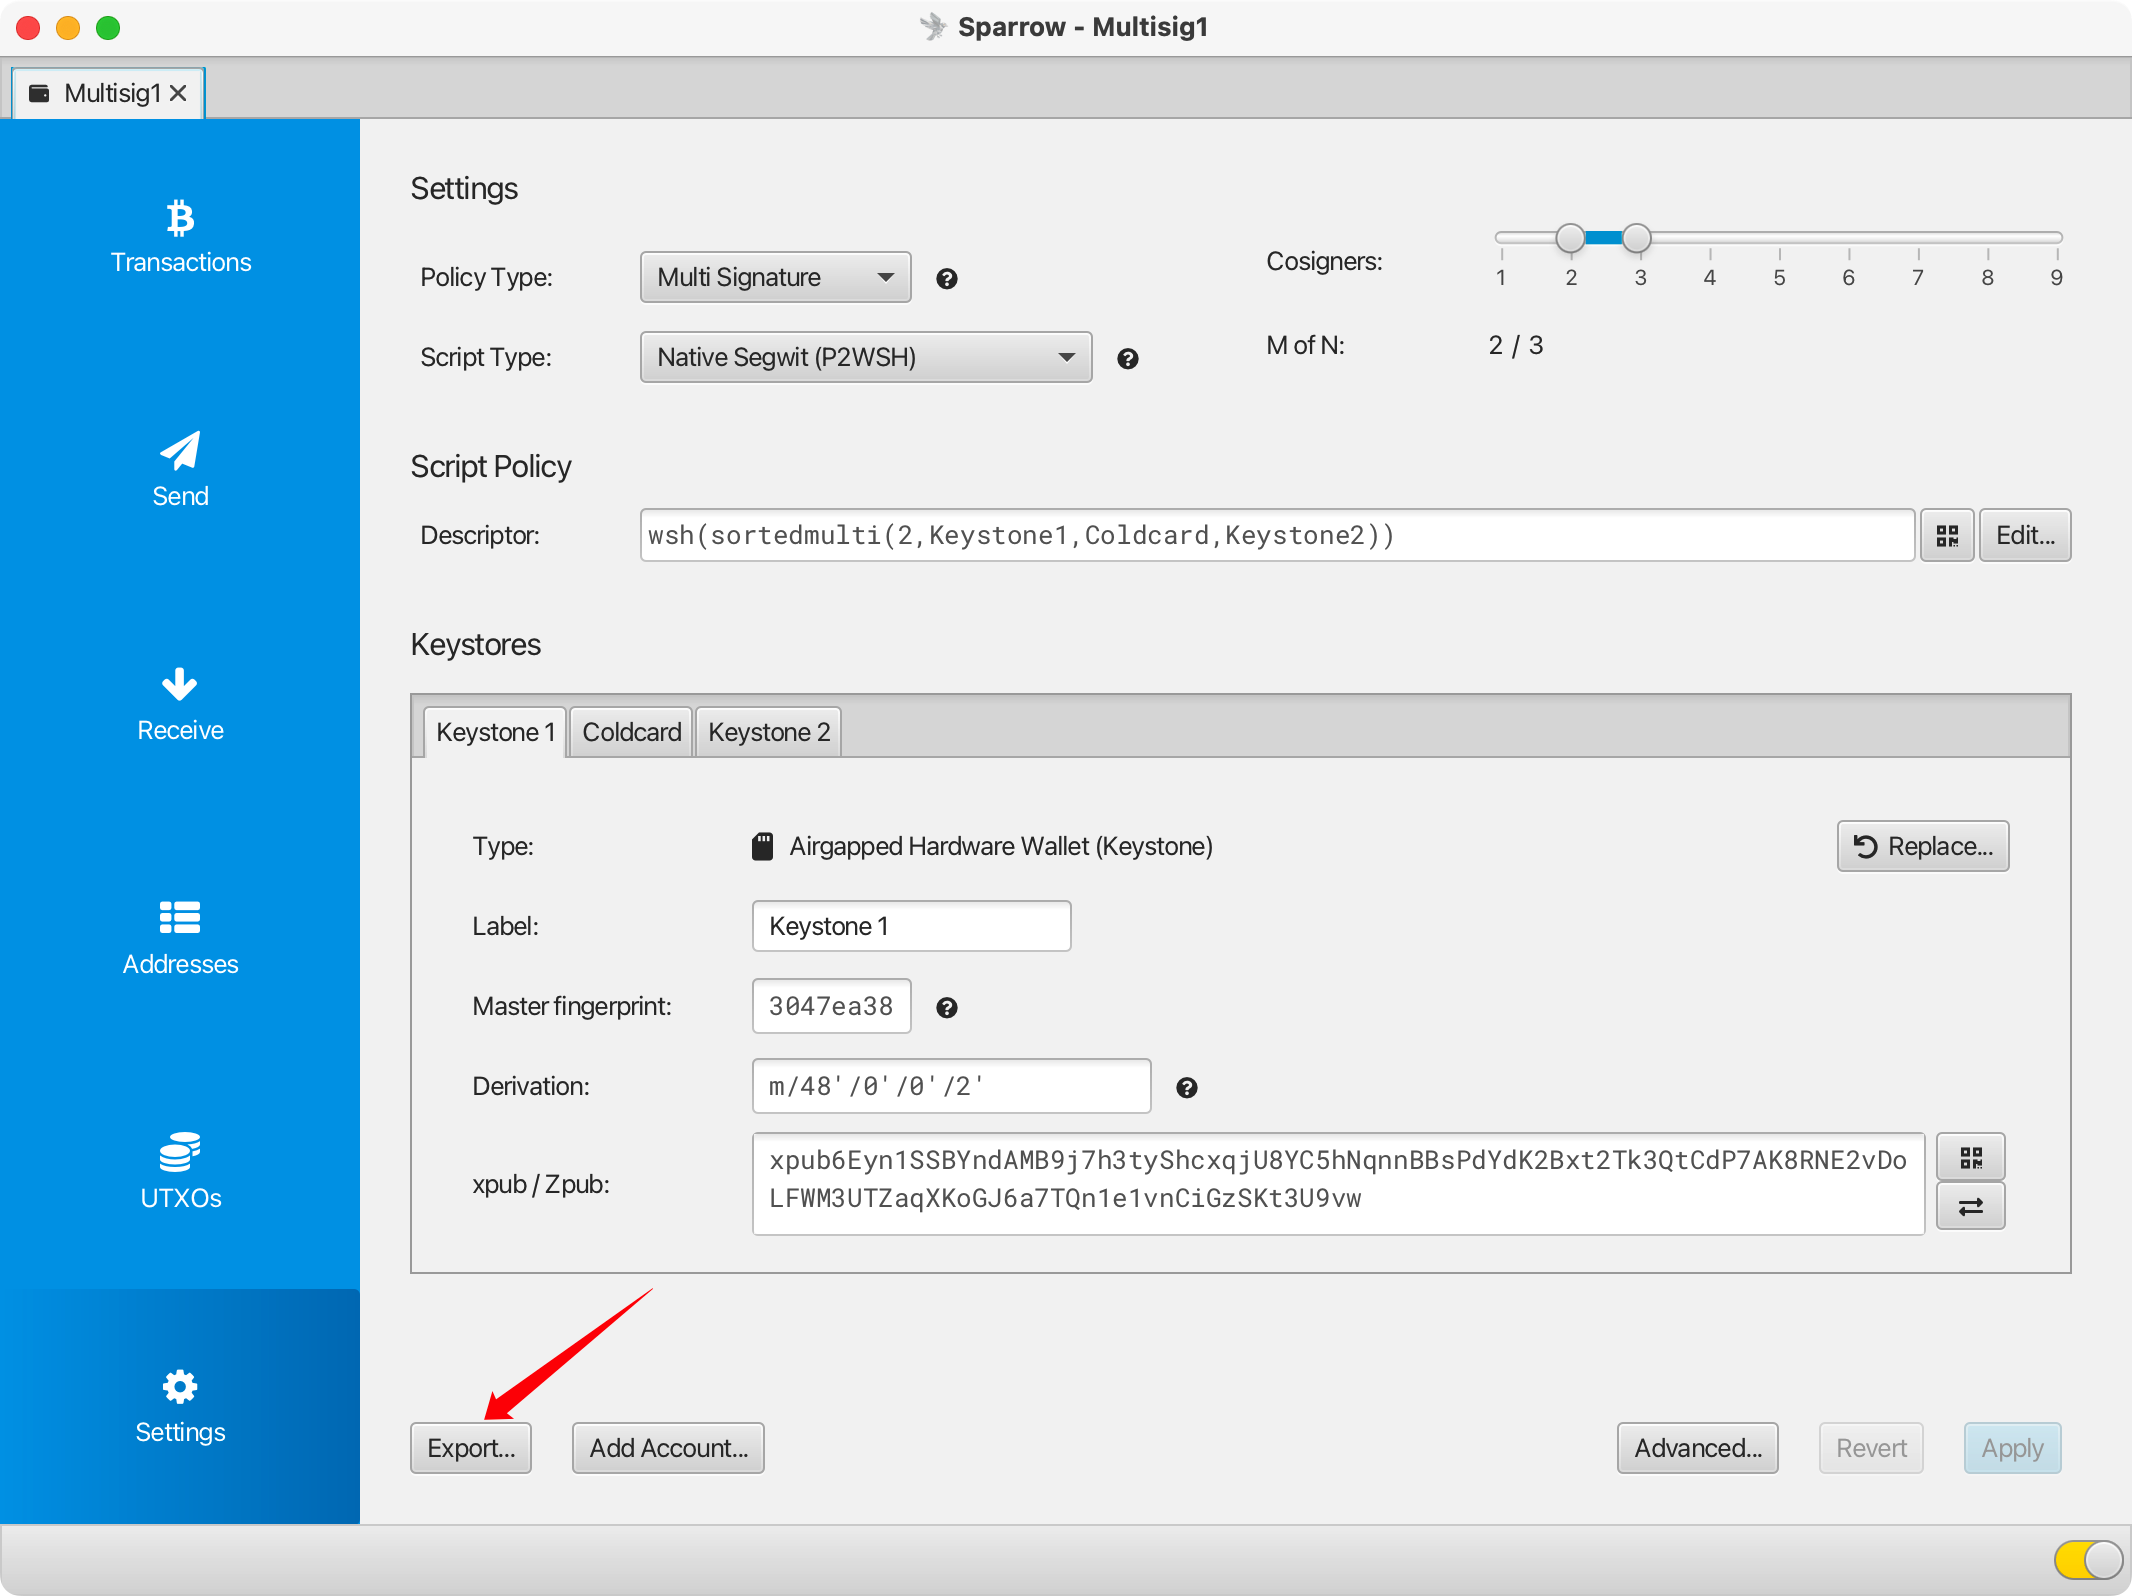 Sparrow - Multisig1
Multisig1
Transactions
Send
Receive
Addresses
UTXOs
Settings
Settings
Policy Type:
Multi Signature
Cosigners:
1 2 3 4 5 6 7 8 9
Script Type:
Native Segwit (P2WSH)
M of N:
2 / 3
Script Policy
Descriptor:
wsh(sortedmulti(2,Keystone1,Coldcard,Keystone2))
Edit...
Keystores
Keystone 1
Coldcard
Keystone 2
Type:
Airgapped Hardware Wallet (Keystone)
Replace...
Label:
Keystone 1
Master fingerprint:
3047ea38
Derivation:
m/48'/0'/0'/2'
xpub / Zpub:
xpub6Eyn1SSBYndAMB9j7h3tyShcxqjU8YC5hNqnnBBsPdYdK2Bxt2Tk3QtCdP7AK8RNE2vDo
LFWM3UTZaqXKoGJ6a7TQn1e1vnCiGzSKt3U9vw
Export...
Add Account...
Advanced...
Revert
Apply